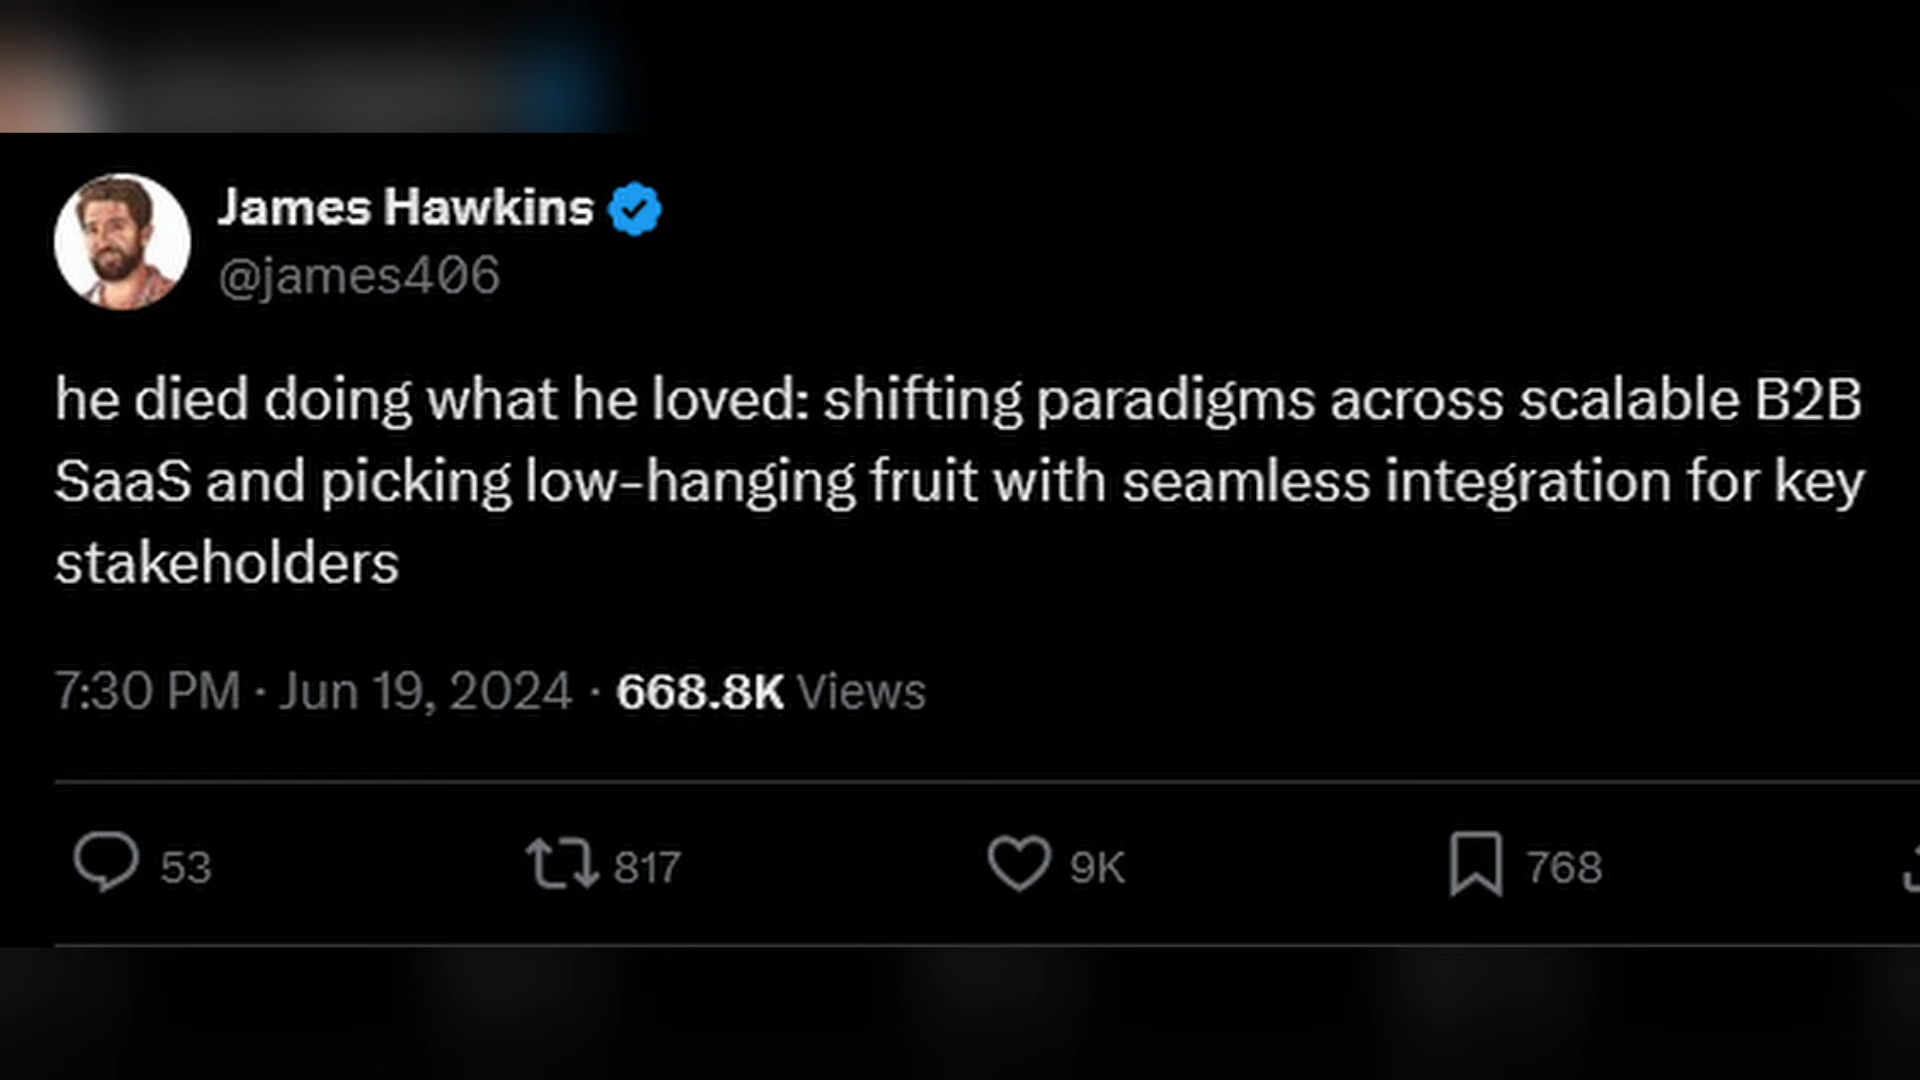 James Hawkins
@james406
he died doing what he loved: shifting paradigms across scalable B2B
SaaS and picking low-hanging fruit with seamless integration for key
stakeholders
7:30 PM · Jun 19, 2024 · 668.8K Views
53 817 9K 768